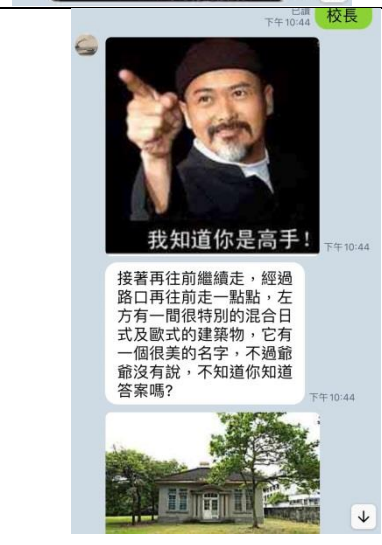 已讀
下午10:44
校長
我知道你是高手!
下午10:44
接著再往前繼續走，經過
路口再往前走一點點，左
方有一間很特別的混合日
式及歐式的建築物，它有
一個很美的名字，不過爺
爺沒有說，不知道你知道
答案嗎?
下午10:44